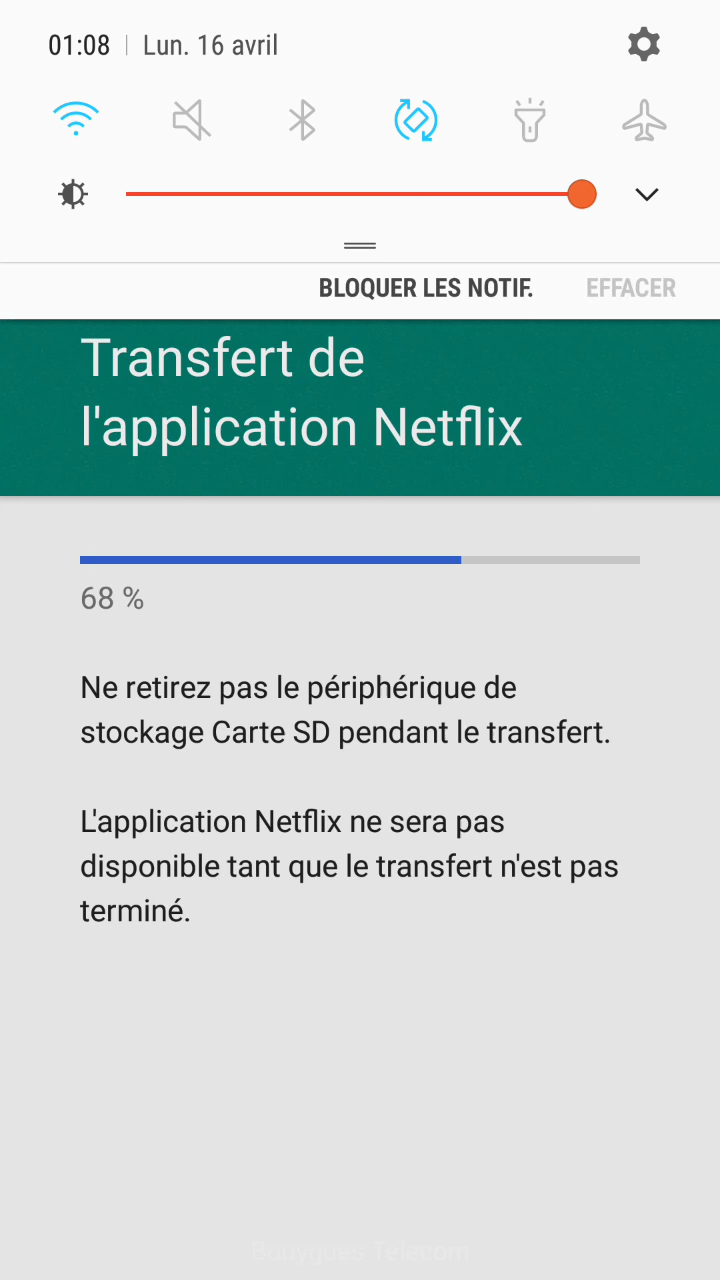 01:08 | Lun. 16 avril
BLOQUER LES NOTIF. EFFACER
Transfert de
l'application Netflix
68 %
Ne retirez pas le périphérique de
stockage Carte SD pendant le transfert.
L'application Netflix ne sera pas
disponible tant que le transfert n'est pas
terminé.
Bouygues Telecom